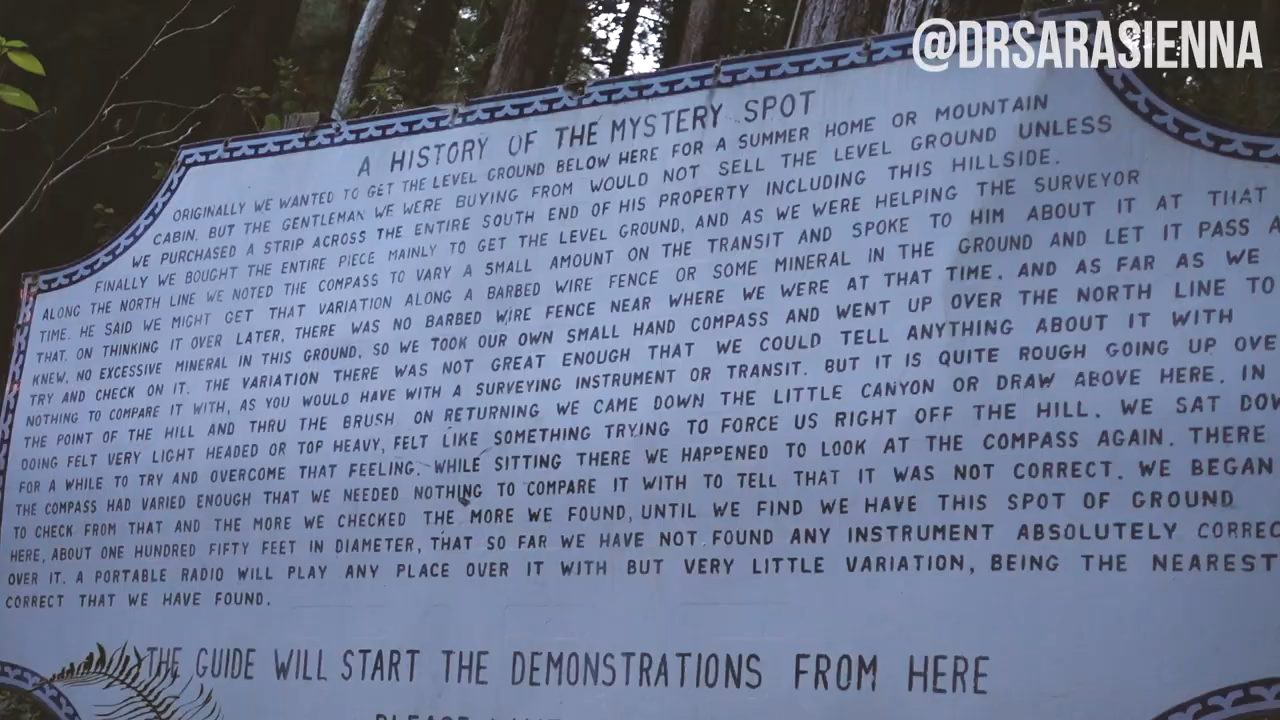 @DRSARASIENNA
A HISTORY OF THE MYSTERY SPOT
ORIGINALLY WE WANTED TO GET THE LEVEL GROUND BELOW HERE FOR A SUMMER HOME OR MOUNTAIN
CABIN. BUT THE GENTLEMAN WE WERE BUYING FROM WOULD NOT SELL THE LEVEL GROUND UNLESS
WE PURCHASED A STRIP ACROSS THE ENTIRE SOUTH END OF HIS PROPERTY INCLUDING THIS HILLSIDE.
FINALLY WE BOUGHT THE ENTIRE PIECE MAINLY TO GET THE LEVEL GROUND, AND AS WE WERE HELPING THE SURVEYOR
ALONG THE NORTH LINE WE NOTED THE COMPASS TO VARY A SMALL AMOUNT ON THE TRANSIT AND SPOKE TO HIM ABOUT IT AT THAT
TIME. HE SAID WE MIGHT GET THAT VARIATION ALONG A BARBED WIRE FENCE OR SOME MINERAL IN THE GROUND AND LET IT PASS A
THAT. ON THINKING IT OVER LATER, THERE WAS NO BARBED WIRE FENCE NEAR WHERE WE WERE AT THAT TIME. AND AS FAR AS WE
KNEW, NO EXCESSIVE MINERAL IN THIS GROUND, SO WE TOOK OUR OWN SMALL HAND COMPASS AND WENT UP OVER THE NORTH LINE TO
TRY AND CHECK ON IT. THE VARIATION THERE WAS NOT GREAT ENOUGH THAT WE COULD TELL ANYTHING ABOUT IT WITH
NOTHING TO COMPARE IT WITH, AS YOU WOULD HAVE WITH A SURVEYING INSTRUMENT OR TRANSIT. BUT IT IS QUITE ROUGH GOING UP OVE
THE POINT OF THE HILL AND THRU THE BRUSH. ON RETURNING WE CAME DOWN THE LITTLE CANYON OR DRAW ABOVE HERE. IN
DOING FELT VERY LIGHT HEADED OR TOP HEAVY, FELT LIKE SOMETHING TRYING TO FORCE US RIGHT OFF THE HILL. WE SAT DOW
FOR A WHILE TO TRY AND OVERCOME THAT FEELING. WHILE SITTING THERE WE HAPPENED TO LOOK AT THE COMPASS AGAIN. THERE
THE COMPASS HAD VARIED ENOUGH THAT WE NEEDED NOTHING TO COMPARE IT WITH TO TELL THAT IT WAS NOT CORRECT. WE BEGAN
TO CHECK FROM THAT AND THE MORE WE CHECKED THE MORE WE FOUND, UNTIL WE FIND WE HAVE THIS SPOT OF GROUND
HERE, ABOUT ONE HUNDRED FIFTY FEET IN DIAMETER, THAT SO FAR WE HAVE NOT FOUND ANY INSTRUMENT ABSOLUTELY CORREC
OVER IT. A PORTABLE RADIO WILL PLAY ANY PLACE OVER IT WITH BUT VERY LITTLE VARIATION, BEING THE NEAREST
CORRECT THAT WE HAVE FOUND.
THE GUIDE WILL START THE DEMONSTRATIONS FROM HERE